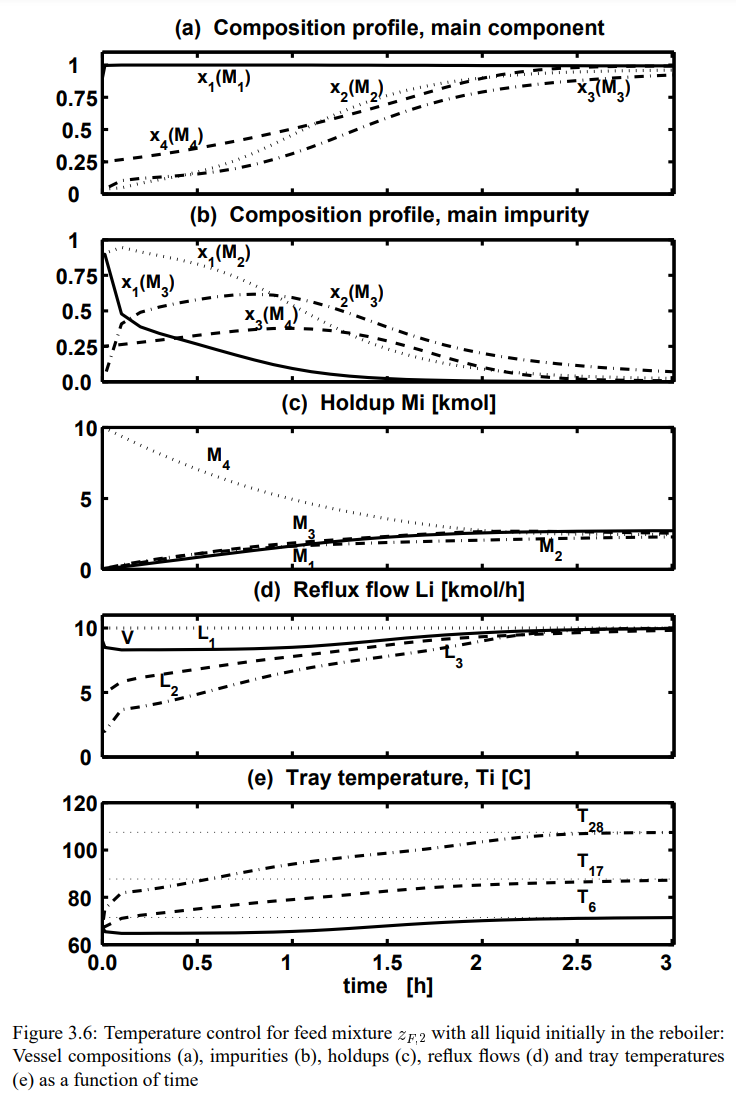 (a) Composition profile, main component
1
0.75
0.5
0.25
0
x1(M1)
x2(M2)
x3(M3)
x4(M4)
(b) Composition profile, main impurity
1
0.75
0.5
0.25
0.0
x1(M2)
x1(M3)
x2(M3)
x3(M4)
(c) Holdup Mi [kmol]
10
5
0
M4
M3
M1
M2
(d) Reflux flow Li [kmol/h]
10
5
0
V
L1
L2
L3
(e) Tray temperature, Ti [C]
120
100
80
60
T28
T17
T6
0.0 0.5 1 1.5 2 2.5 3
time [h]
Figure 3.6: Temperature control for feed mixture zF,2 with all liquid initially in the reboiler:
Vessel compositions (a), impurities (b), holdups (c), reflux flows (d) and tray temperatures
(e) as a function of time